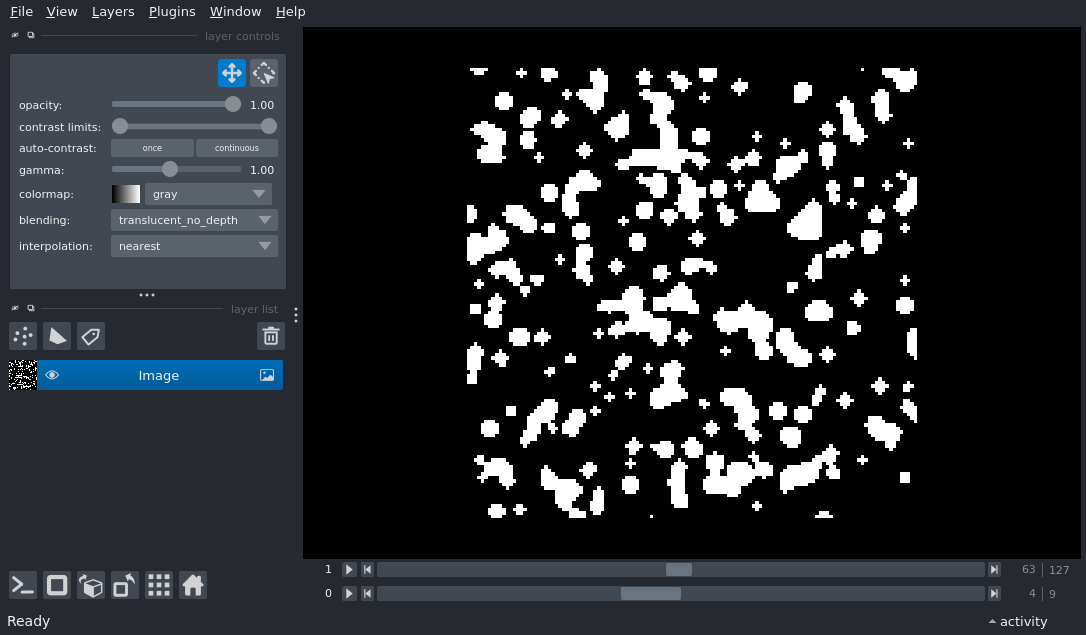 File View Layers Plugins Window Help
layer controls
opacity: 1.00
contrast limits:
auto-contrast: once continuous
gamma: 1.00
colormap: gray
blending: translucent_no_depth
interpolation: nearest
layer list
Image
1 63 127
0 4 9
Ready activity